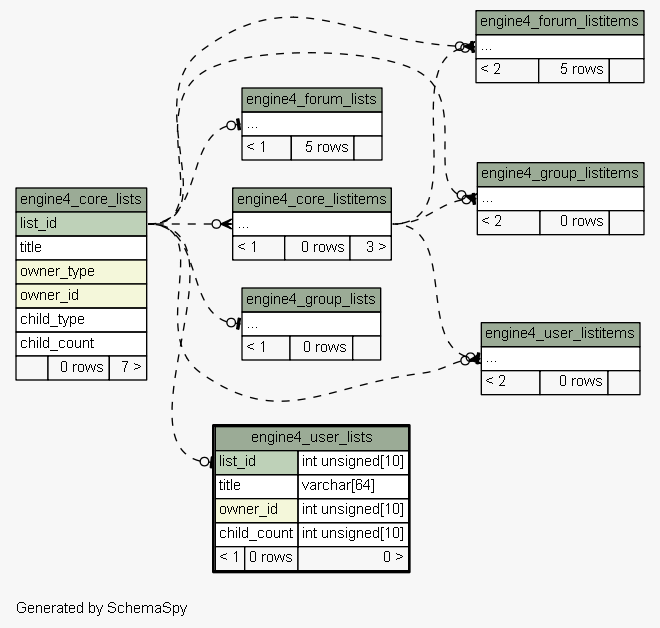 engine4_forum_listitems
...
< 2 5 rows
engine4_forum_lists
...
< 1 5 rows
engine4_group_listitems
...
< 2 0 rows
engine4_core_lists
list_id
title
owner_type
owner_id
child_type
child_count
0 rows 7 >
engine4_core_listitems
...
< 1 0 rows 3 >
engine4_group_lists
...
< 1 0 rows
engine4_user_listitems
...
< 2 0 rows
engine4_user_lists
list_id int unsigned[10]
title varchar[64]
owner_id int unsigned[10]
child_count int unsigned[10]
< 1 0 rows 0 >
Generated by SchemaSpy